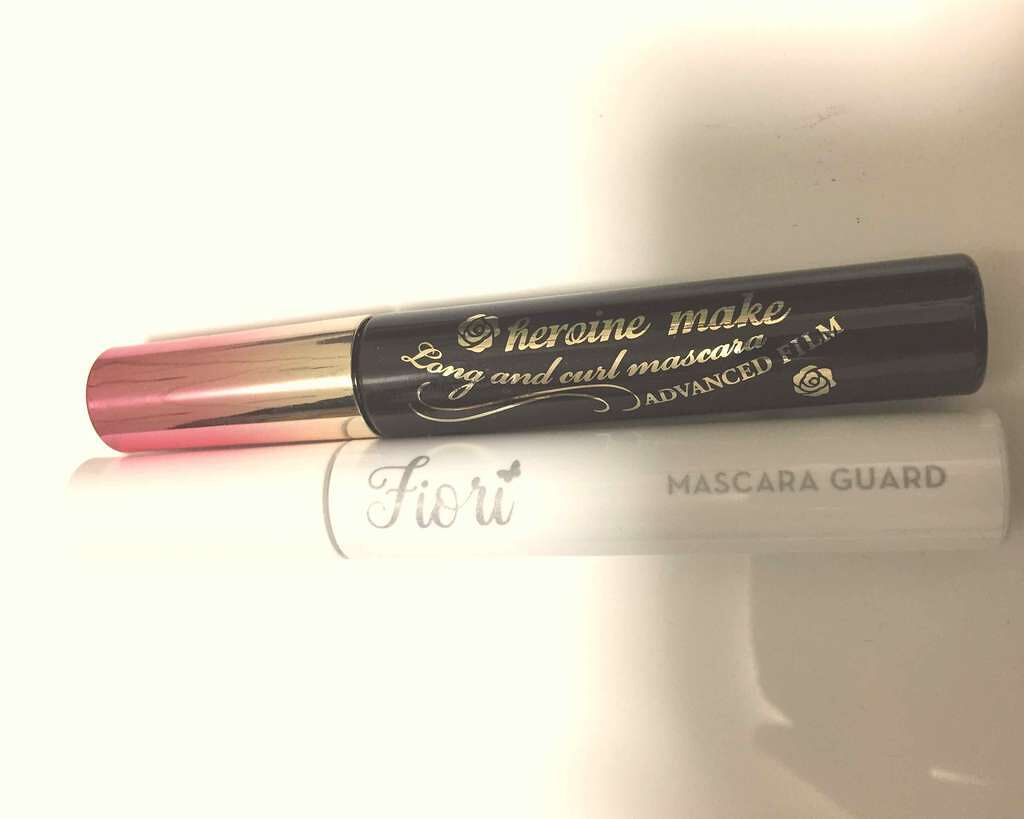 heroine make
Long and curl mascara
ADVANCED FILM
Fiori
MASCARA GUARD